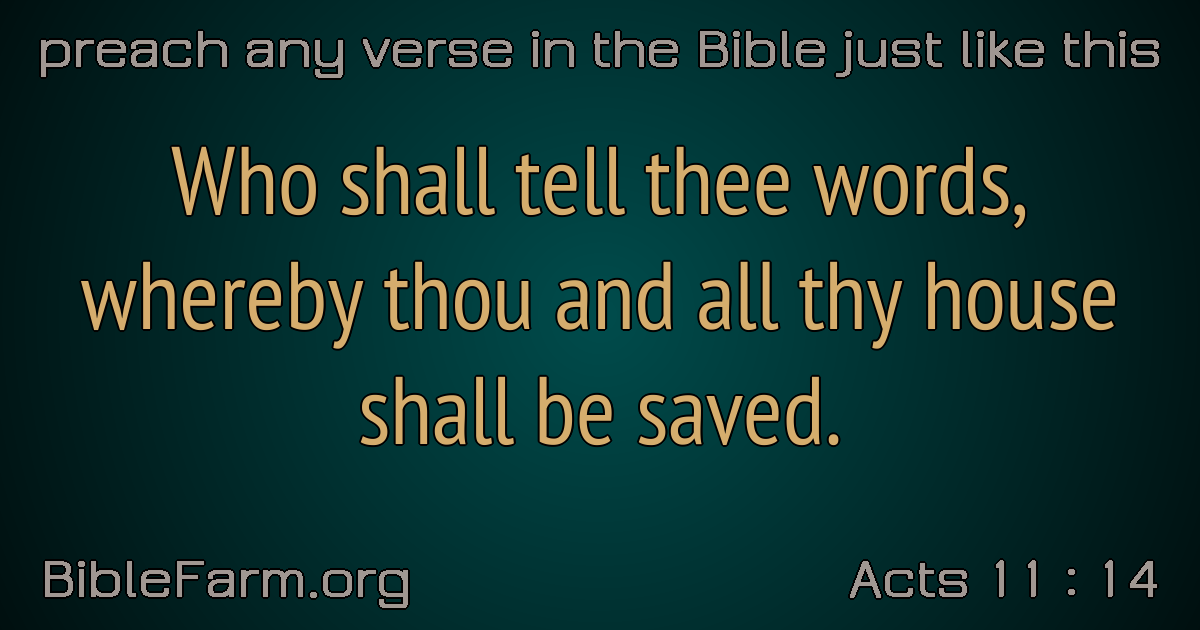 preach any verse in the Bible just like this
Who shall tell thee words,
whereby thou and all thy house
shall be saved.
BibleFarm.org
Acts 11 : 14